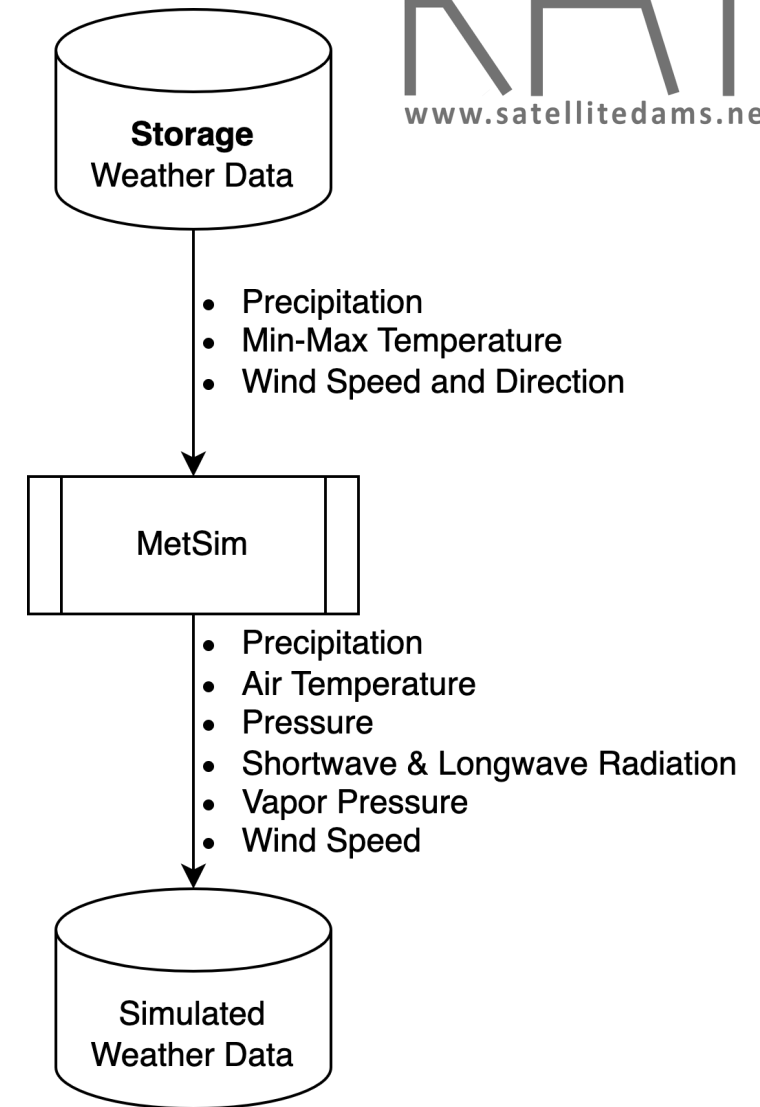 www.satellitedams.ne
Storage
Weather Data
• Precipitation
• Min-Max Temperature
• Wind Speed and Direction
MetSim
• Precipitation
• Air Temperature
• Pressure
• Shortwave & Longwave Radiation
• Vapor Pressure
• Wind Speed
Simulated
Weather Data